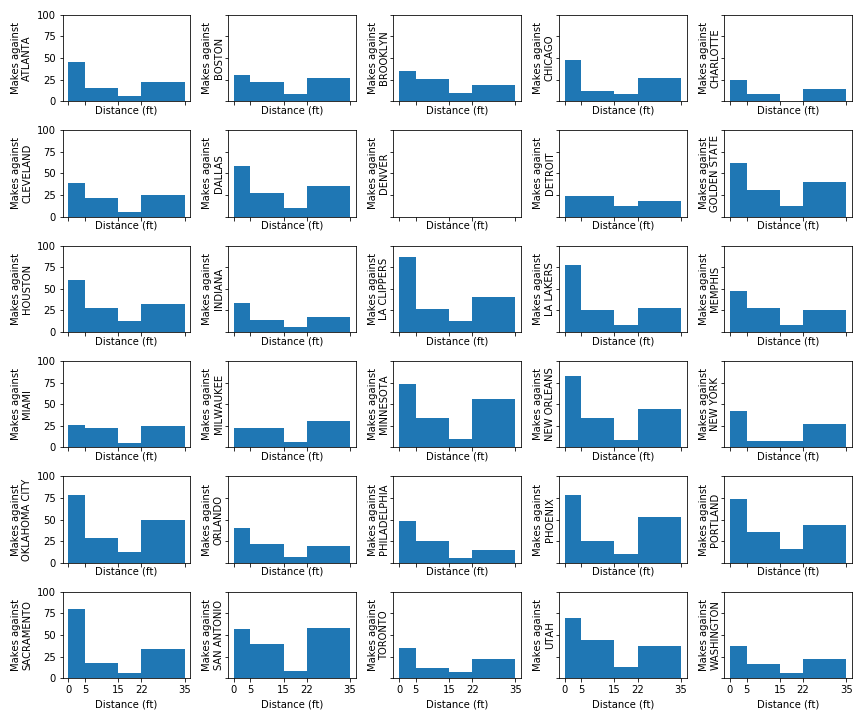 100
75
50
25
0
Makes against
ATLANTA
Distance (ft)
Makes against
BOSTON
Distance (ft)
Makes against
BROOKLYN
Distance (ft)
Makes against
CHICAGO
Distance (ft)
Makes against
CHARLOTTE
Distance (ft)
100
75
50
25
0
Makes against
CLEVELAND
Distance (ft)
Makes against
DALLAS
Distance (ft)
Makes against
DENVER
Distance (ft)
Makes against
DETROIT
Distance (ft)
Makes against
GOLDEN STATE
Distance (ft)
100
75
50
25
0
Makes against
HOUSTON
Distance (ft)
Makes against
INDIANA
Distance (ft)
Makes against
LA CLIPPERS
Distance (ft)
Makes against
LA LAKERS
Distance (ft)
Makes against
MEMPHIS
Distance (ft)
100
75
50
25
0
Makes against
MIAMI
Distance (ft)
Makes against
MILWAUKEE
Distance (ft)
Makes against
MINNESOTA
Distance (ft)
Makes against
NEW ORLEANS
Distance (ft)
Makes against
NEW YORK
Distance (ft)
100
75
50
25
0
Makes against
OKLAHOMA CITY
Distance (ft)
Makes against
ORLANDO
Distance (ft)
Makes against
PHILADELPHIA
Distance (ft)
Makes against
PHOENIX
Distance (ft)
Makes against
PORTLAND
Distance (ft)
100
75
50
25
0
Makes against
SACRAMENTO
0 5 15 22 35
Distance (ft)
Makes against
SAN ANTONIO
0 5 15 22 35
Distance (ft)
Makes against
TORONTO
0 5 15 22 35
Distance (ft)
Makes against
UTAH
0 5 15 22 35
Distance (ft)
Makes against
WASHINGTON
0 5 15 22 35
Distance (ft)